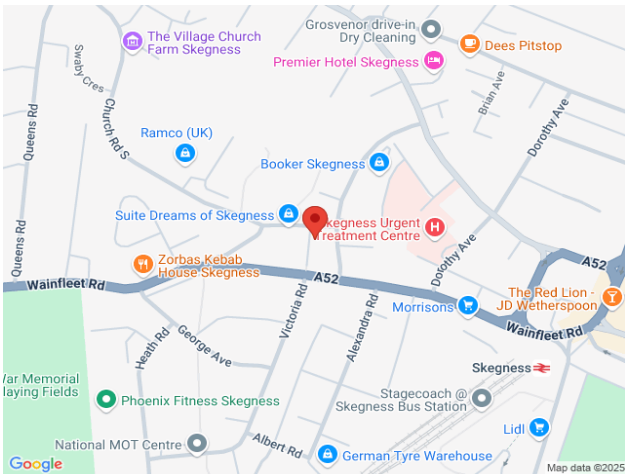 Grosvenor drive-in
Dry Cleaning
The Village Church
Farm Skegness
Dees Pitstop
Premier Hotel Skegness
Swaby Cres
Queens Rd
Church Rd S
Brian Ave
Dorothy Ave
Ramco (UK)
Booker Skegness
Suite Dreams of Skegness
Skegness Urgent
Treatment Centre
Queens Rd
Zorbas Kebab
House Skegness
Dorothy Ave
A52
Wainfleet Rd
A52
The Red Lion -
JD Wetherspoon
Victoria Rd
Alexandra Rd
Morrisons
Wainfleet Rd
Heath Rd
George Ave
Skegness
War Memorial
Playing Fields
Phoenix Fitness Skegness
Stagecoach @
Skegness Bus Station
Lidl
National MOT Centre
Albert Rd
German Tyre Warehouse
Google
Map data ©2025